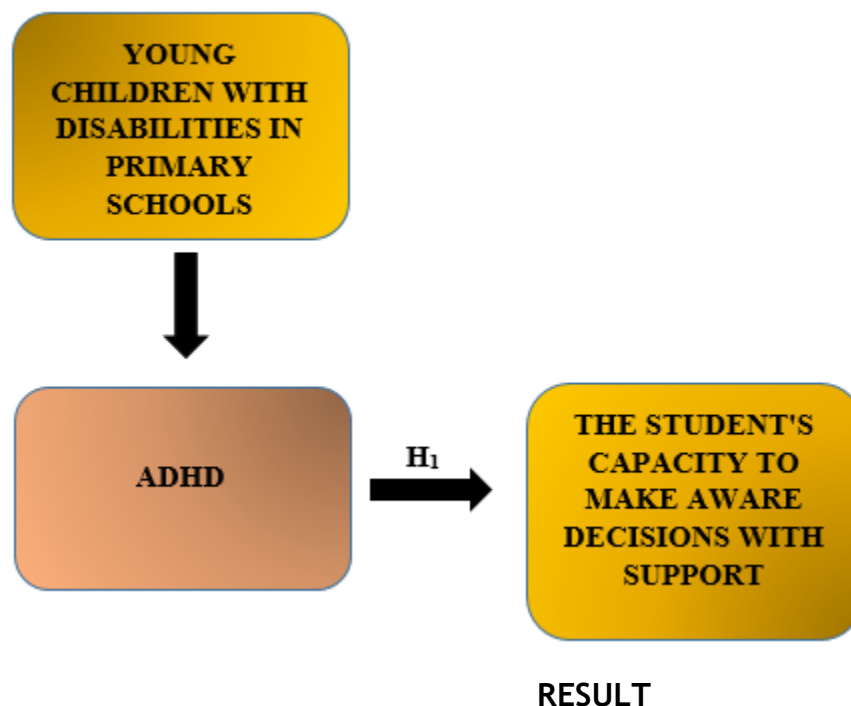 YOUNG
CHILDREN WITH
DISABILITIES IN
PRIMARY
SCHOOLS
ADHD
H₁
THE STUDENT'S
CAPACITY TO
MAKE AWARE
DECISIONS WITH
SUPPORT
RESULT